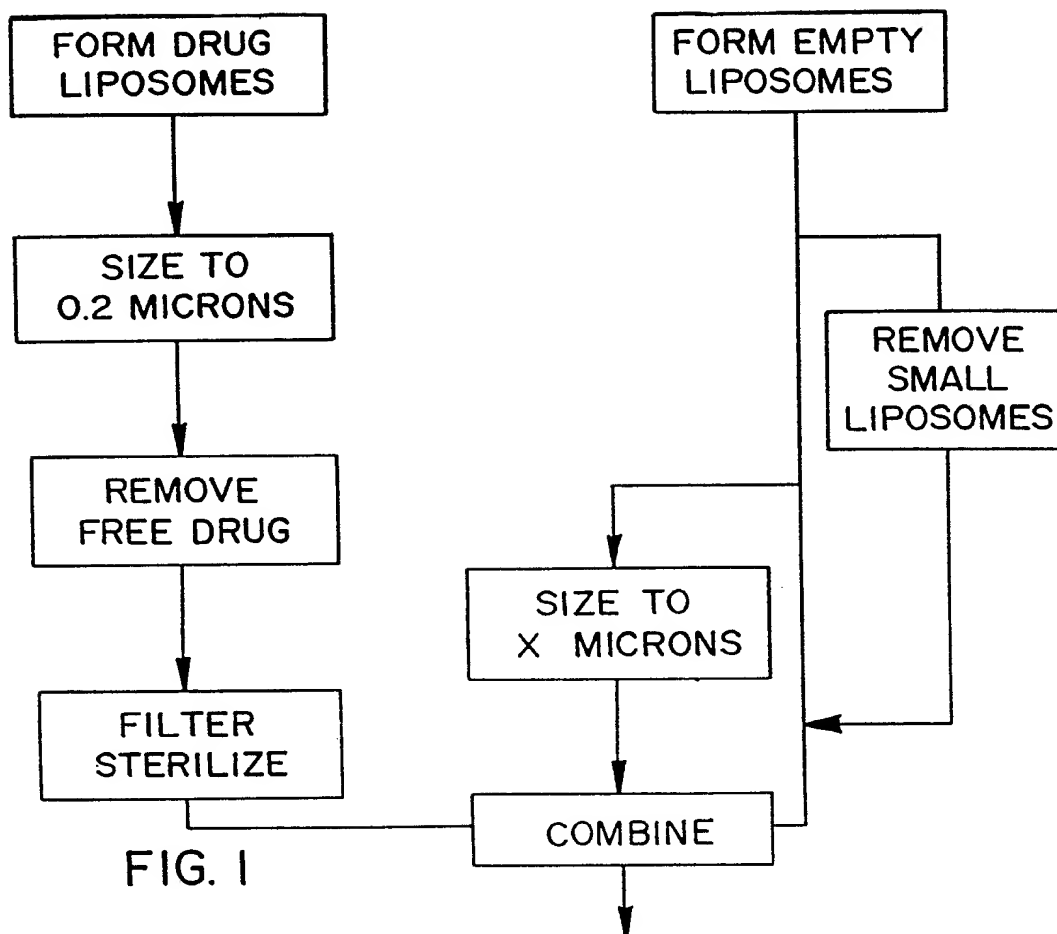 FORM DRUG
LIPOSOMES
SIZE TO
0.2 MICRONS
REMOVE
FREE DRUG
FILTER
STERILIZE
FORM EMPTY
LIPOSOMES
REMOVE
SMALL
LIPOSOMES
SIZE TO
X MICRONS
COMBINE
FIG. 1